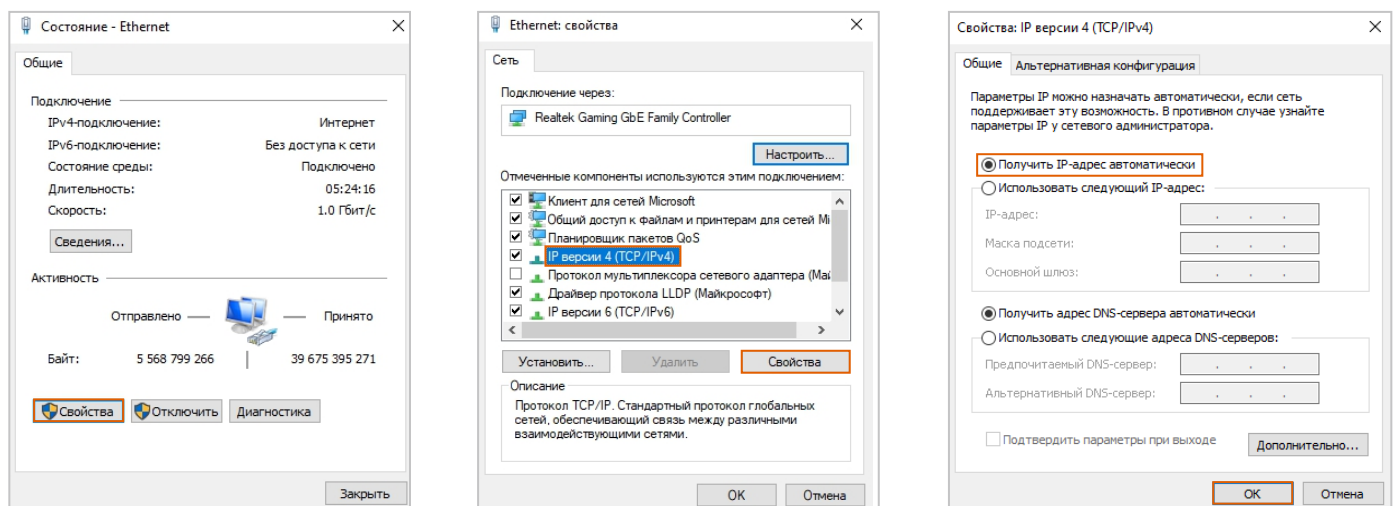 Состояние - Ethernet
Общие
Подключение
IPv4-подключение: Интернет
IPv6-подключение: Без доступа к сети
Состояние среды: Подключено
Длительность: 05:24:16
Скорость: 1.0 Гбит/с
Сведения...
Активность
Отправлено Принято
Байт: 5 568 799 266 39 675 395 271
Свойства Отключить Диагностика
Закрыть
Ethernet: свойства
Сеть
Подключение через:
Realtek Gaming GbE Family Controller
Настроить...
Отмеченные компоненты используются этим подключением:
Клиент для сетей Microsoft
Общий доступ к файлам и принтерам для сетей Mi
Планировщик пакетов QoS
IP версии 4 (TCP/IPv4)
Протокол мультиплексора сетевого адаптера (Май
Драйвер протокола LLDP (Майкрософт)
IP версии 6 (TCP/IPv6)
Установить... Удалить Свойства
Описание
Протокол TCP/IP. Стандартный протокол глобальных
сетей, обеспечивающий связь между различными
взаимодействующими сетями.
OK Отмена
Свойства: IP версии 4 (TCP/IPv4)
Общие Альтернативная конфигурация
Параметры IP можно назначать автоматически, если сеть
поддерживает эту возможность. В противном случае узнайте
параметры IP у сетевого администратора.
Получить IP-адрес автоматически
Использовать следующий IP-адрес:
IP-адрес: . . .
Маска подсети: . . .
Основной шлюз: . . .
Получить адрес DNS-сервера автоматически
Использовать следующие адреса DNS-серверов:
Предпочитаемый DNS-сервер: . . .
Альтернативный DNS-сервер: . . .
Подтвердить параметры при выходе Дополнительно...
OK Отмена